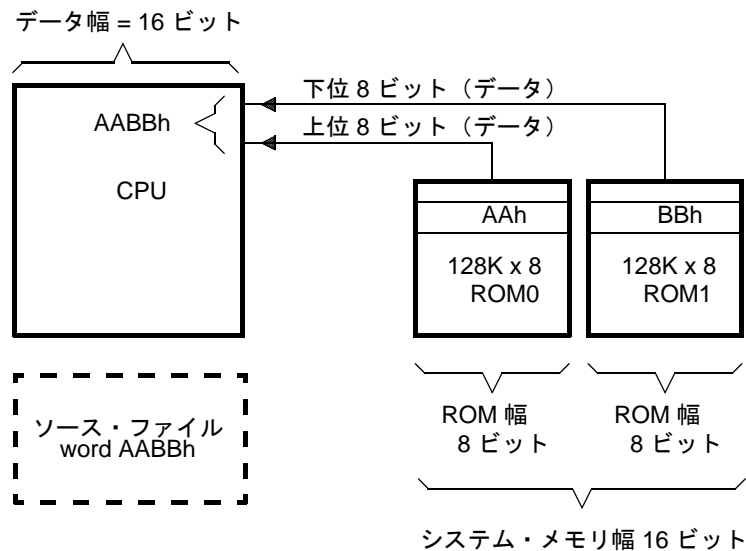 データ幅 = 16 ビット
下位 8 ビット（データ）
AABBh
上位 8 ビット（データ）
CPU
AAh
BBh
128K x 8
ROM0
128K x 8
ROM1
ソース・ファイル
word AABBh
ROM 幅
8 ビット
ROM 幅
8 ビット
システム・メモリ幅 16 ビット